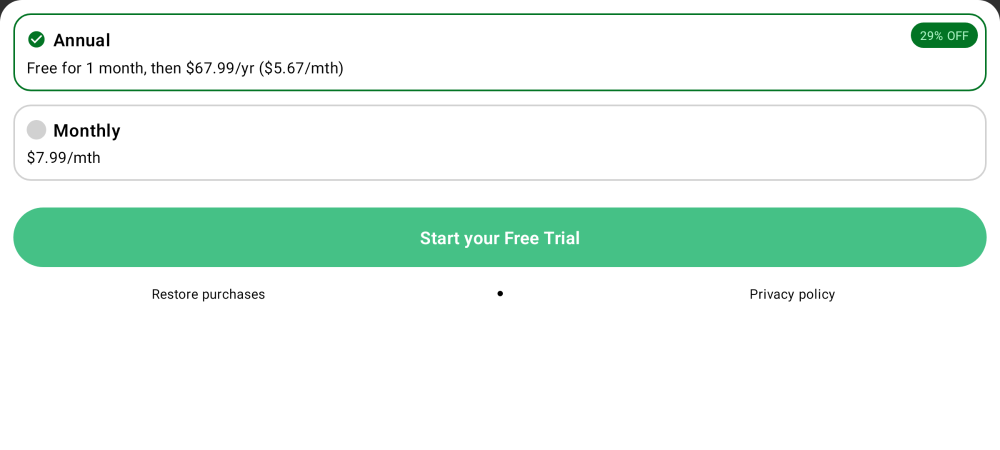 Annual
29% OFF
Free for 1 month, then $67.99/yr ($5.67/mth)
Monthly
$7.99/mth
Start your Free Trial
Restore purchases • Privacy policy